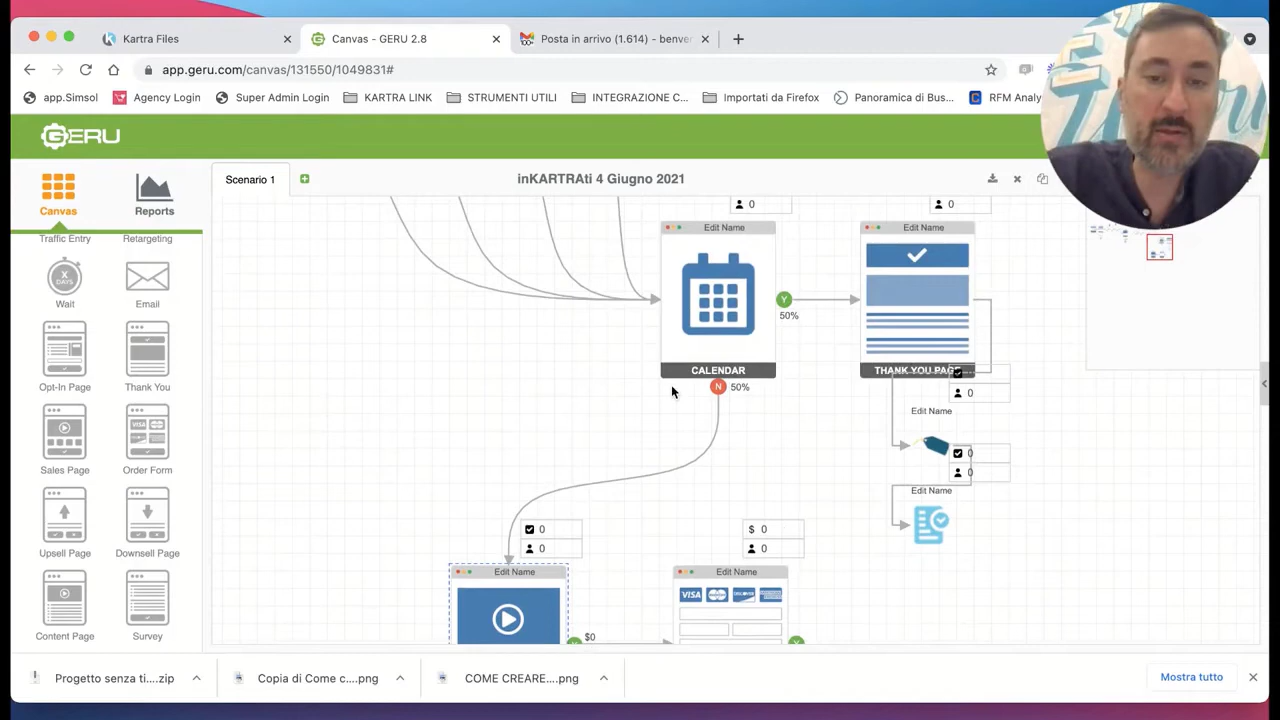 Kartra Files
Canvas - GERU 2.8
Posta in arrivo (1.614) - benver
app.geru.com/canvas/131550/1049831#
app.Simsol
Agency Login
Super Admin Login
KARTRA LINK
STRUMENTI UTILI
INTEGRAZIONE C...
Importati da Firefox
Panoramica di Bus...
RFM Analy
GERU
Canvas
Reports
Scenario 1
inKARTRAti 4 Giugno 2021
Traffic Entry
Retargeting
X
DAYS
Wait
Email
Opt-In Page
Thank You
Sales Page
Order Form
Upsell Page
Downsell Page
Content Page
Survey
0
0
Edit Name
Edit Name
Y
50%
CALENDAR
THANK YOU PAG
N 50%
0
Edit Name
0
0
Edit Name
0
0
$ 0
0
Edit Name
Edit Name
VISA
DISCOVER
$0
Y
Progetto senza ti....zip
Copia di Come c....png
COME CREARE....png
Mostra tutto